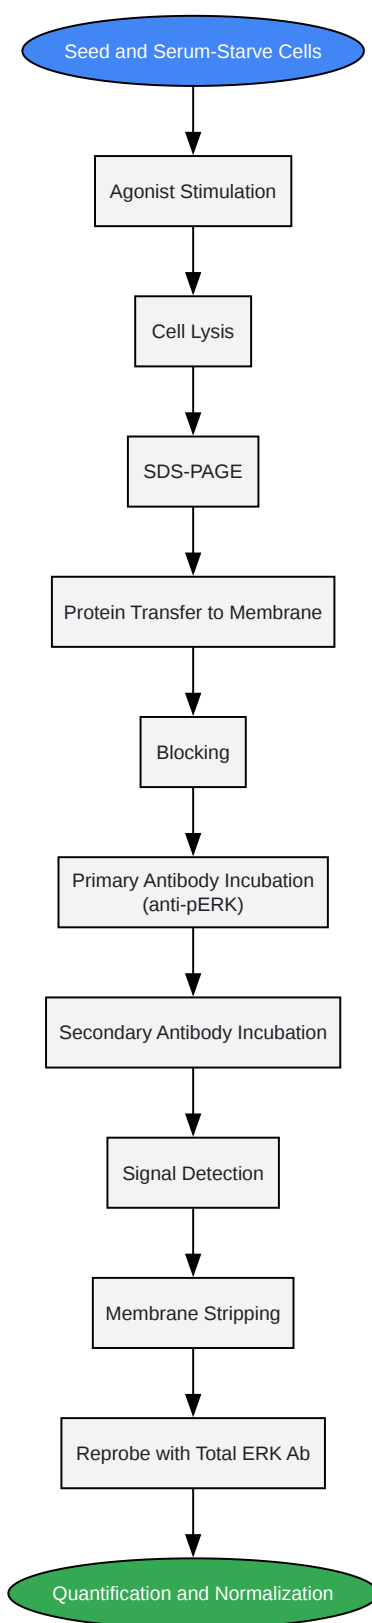 Seed and Serum-Starve Cells
Agonist Stimulation
Cell Lysis
SDS-PAGE
Protein Transfer to Membrane
Blocking
Primary Antibody Incubation
(anti-pERK)
Secondary Antibody Incubation
Signal Detection
Membrane Stripping
Reprobe with Total ERK Ab
Quantification and Normalization